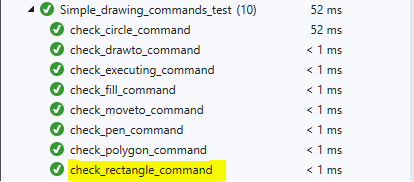 Simple_drawing_commands_test (10) 52 ms
check_circle_command 52 ms
check_drawto_command < 1 ms
check_executing_command < 1 ms
check_fill_command < 1 ms
check_moveto_command < 1 ms
check_pen_command < 1 ms
check_polygon_command < 1 ms
check_rectangle_command < 1 ms